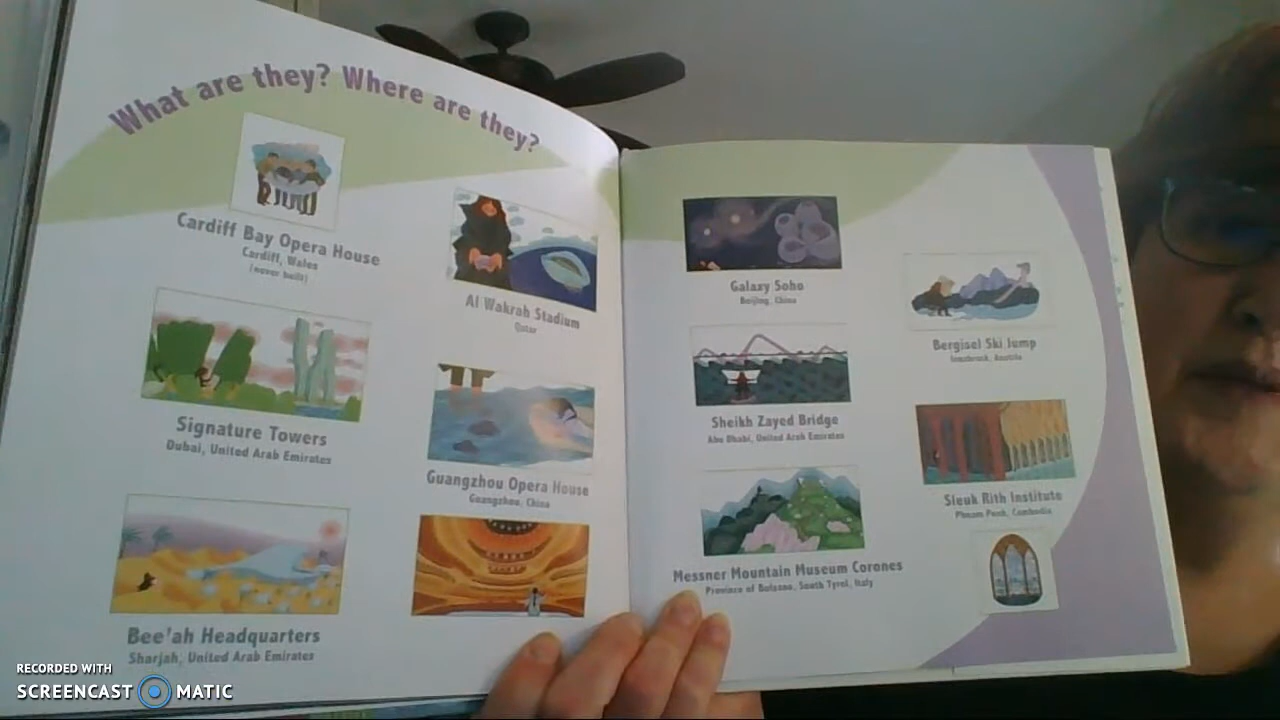 What are they? Where are they?
Cardiff Bay Opera House
Cardiff, Wales
(never built)
Signature Towers
Dubai, United Arab Emirates
Bee'ah Headquarters
Sharjah, United Arab Emirates
Al Wakrah Stadium
Qatar
Guangzhou Opera House
Guangzhou, China
Galaxy Soho
Beijing, China
Sheikh Zayed Bridge
Abu Dhabi, United Arab Emirates
Messner Mountain Museum Corones
Province of Bolzano, South Tyrol, Italy
Bergisel Ski Jump
Innsbruck, Austria
Sleuk Rith Institute
Phnom Penh, Cambodia
RECORDED WITH
SCREENCAST MATIC